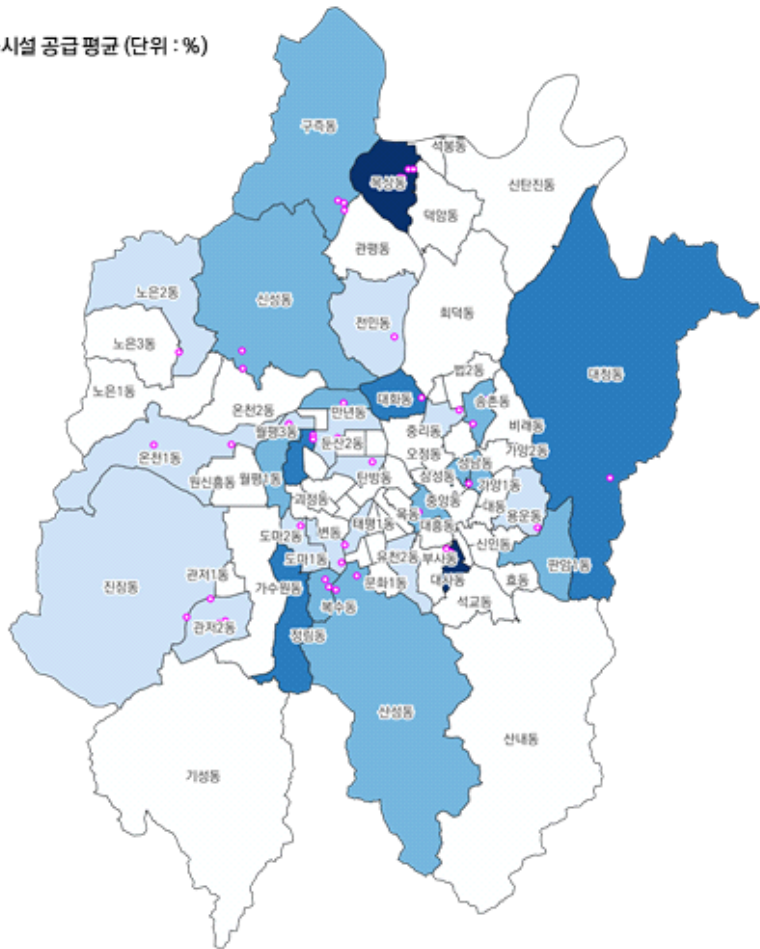 시설 공급 평균 (단위 : %)
구즉동
석봉동
목상동
신탄진동
덕암동
관평동
노은2동
신성동
전민동
회덕동
노은3동
대청동
노은1동
법2동
대화동
송촌동
온천2동
만년동
비래동
월평3동
중리동
둔산2동
가양2동
온천1동
오정동
성남동
원신흥동
월평1동
탄방동
삼성동
가양1동
괴정동
중앙동
대동
용운동
목동
태평1동
대흥동
도마2동
변동
신인동
도마1동
유천2동
부사동
판암1동
진잠동
관저1동
가수원동
문화1동
대사동
효동
복수동
석교동
관저2동
정림동
산성동
산내동
기성동